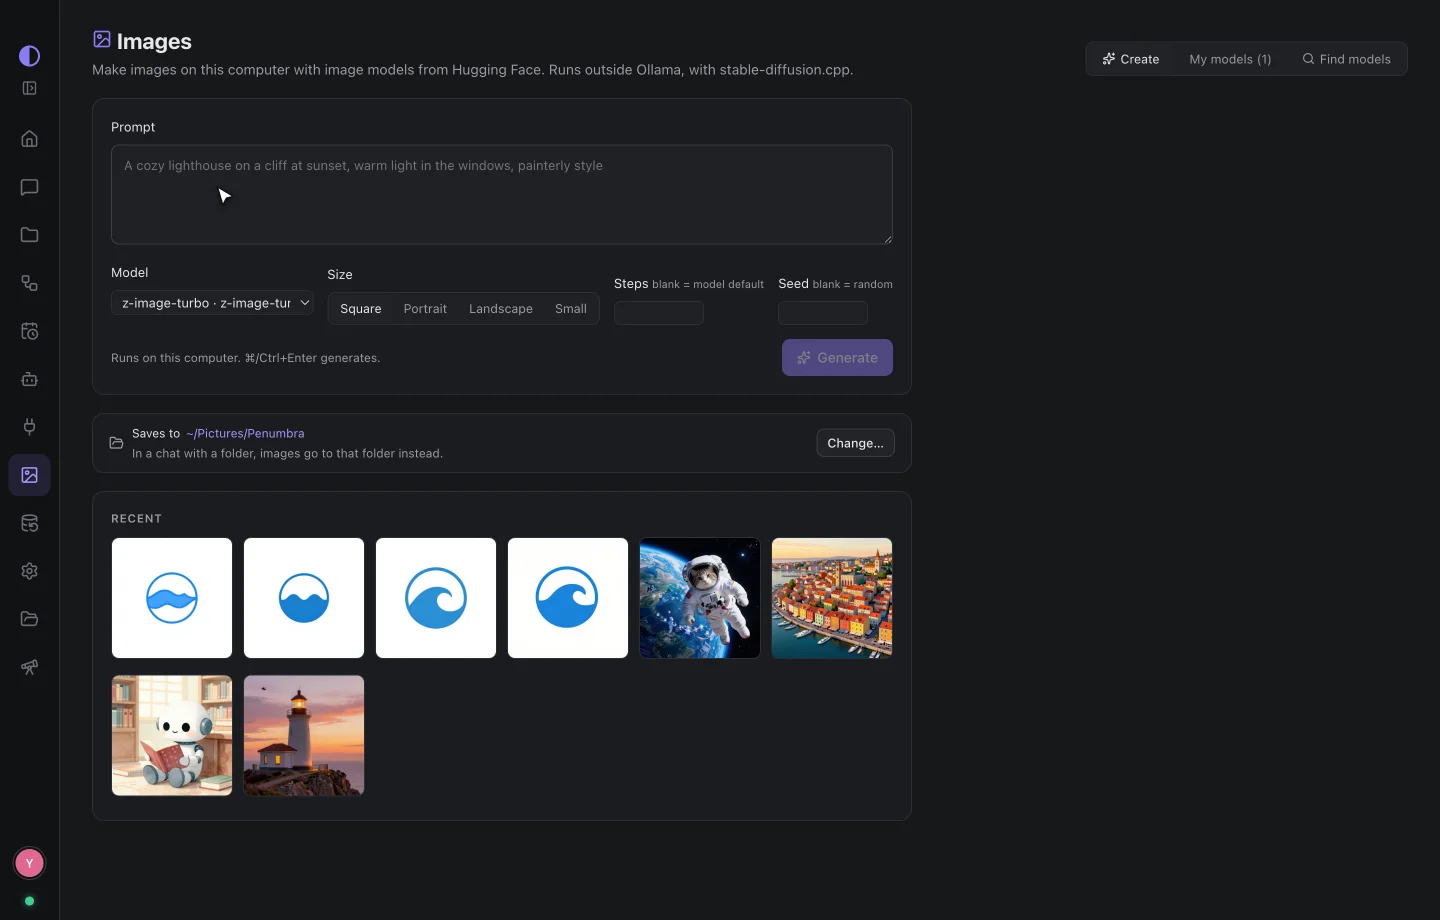 Images
Make images on this computer with image models from Hugging Face. Runs outside Ollama, with stable-diffusion.cpp.
Create
My models (1)
Find models
Prompt
A cozy lighthouse on a cliff at sunset, warm light in the windows, painterly style
Model
z-image-turbo · z-image-tur
Size
Square
Portrait
Landscape
Small
Steps blank = model default
Seed blank = random
Runs on this computer. ⌘/Ctrl+Enter generates.
Generate
Saves to ~/Pictures/Penumbra
In a chat with a folder, images go to that folder instead.
Change...
RECENT
Y